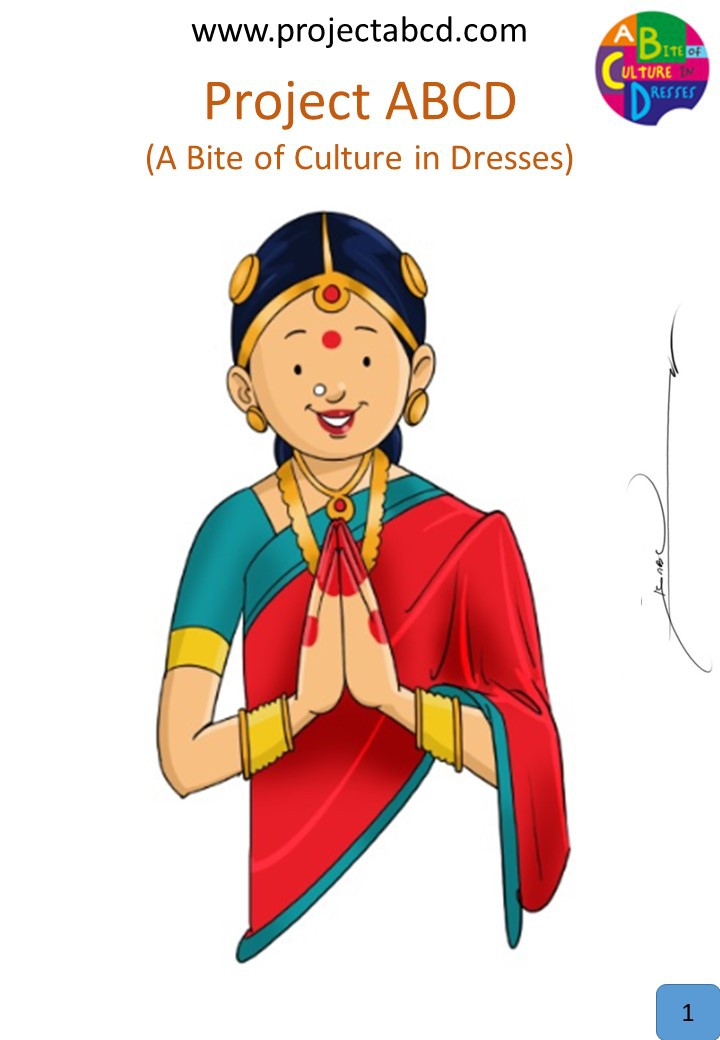 www.projectabcd.com
Project ABCD
(A Bite of Culture in Dresses)
A BITE OF
CULTURE IN
DRESSES
1